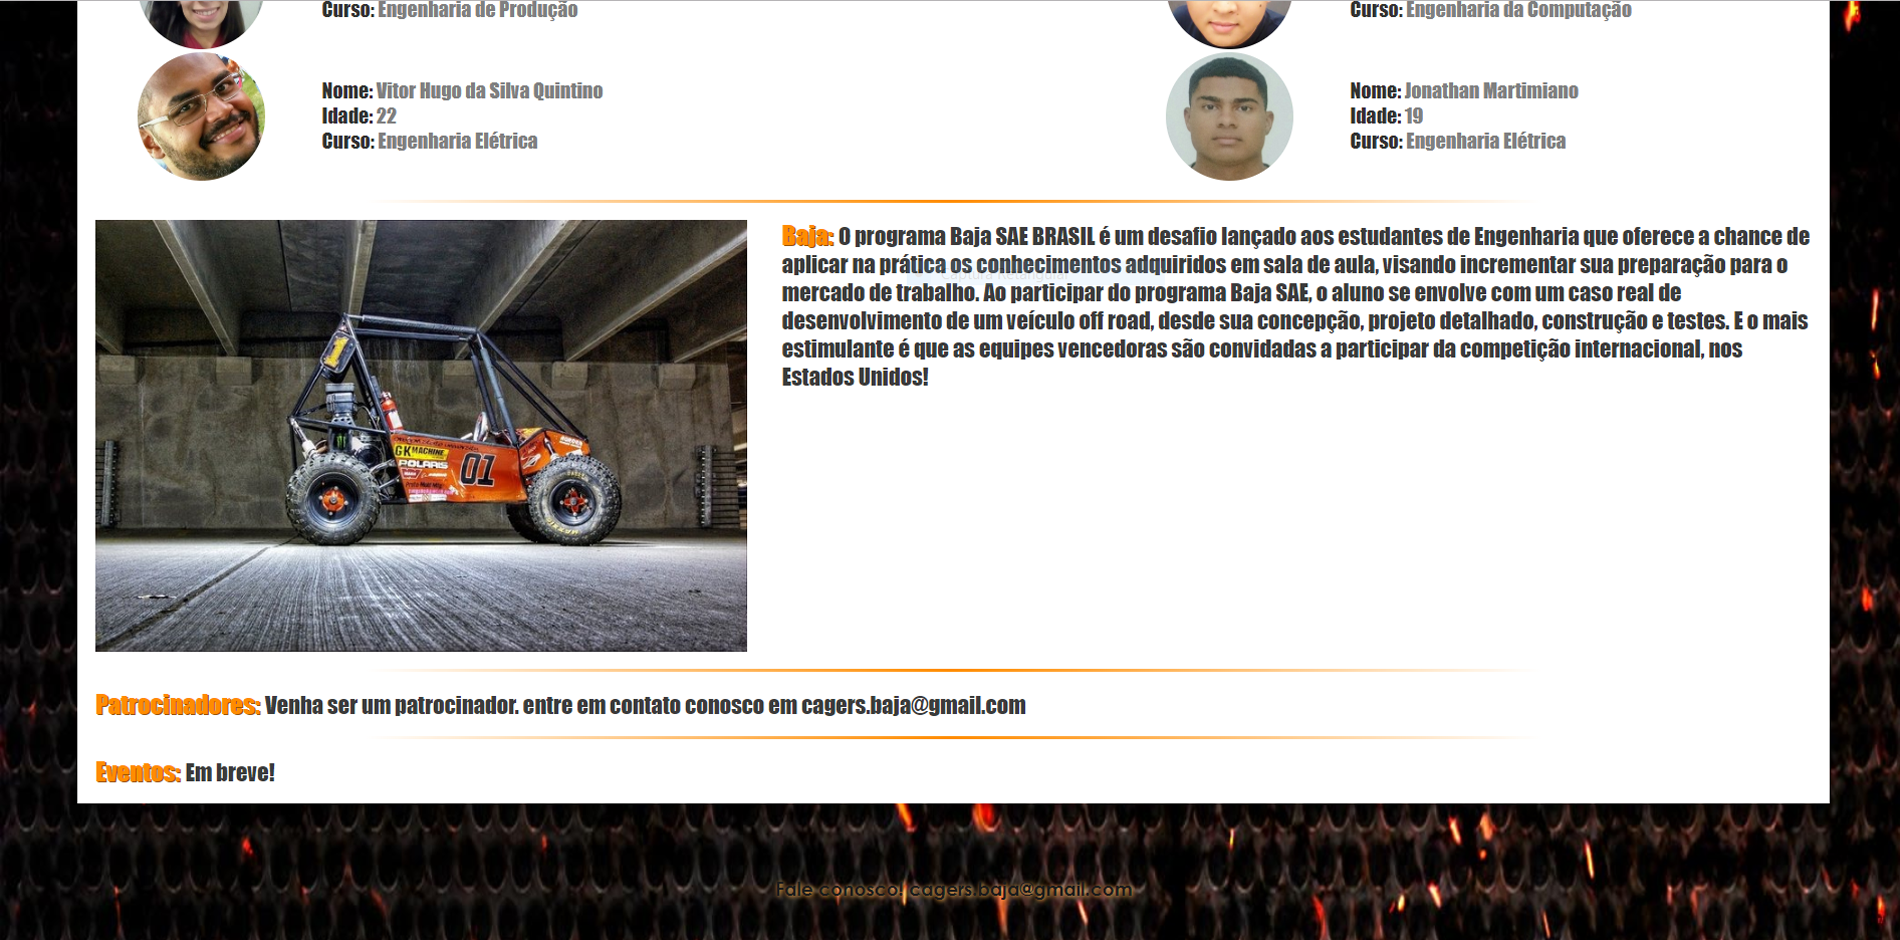 Curso: Engenharia de Produção
Curso: Engenharia da Computação
Nome: Vitor Hugo da Silva Quintino
Idade: 22
Curso: Engenharia Elétrica
Nome: Jonathan Martimiano
Idade: 19
Curso: Engenharia Elétrica
Baja: O programa Baja SAE BRASIL é um desafio lançado aos estudantes de Engenharia que oferece a chance de
aplicar na prática os conhecimentos adquiridos em sala de aula, visando incrementar sua preparação para o
mercado de trabalho. Ao participar do programa Baja SAE, o aluno se envolve com um caso real de
desenvolvimento de um veículo off road, desde sua concepção, projeto detalhado, construção e testes. E o mais
estimulante é que as equipes vencedoras são convidadas a participar da competição internacional, nos
Estados Unidos!
Captura Retangular
GK MACHINE
POLARIS
01
Patrocinadores: Venha ser um patrocinador. entre em contato conosco em cagers.baja@gmail.com
Eventos: Em breve!
Fale conosco! cagers.baja@gmail.com